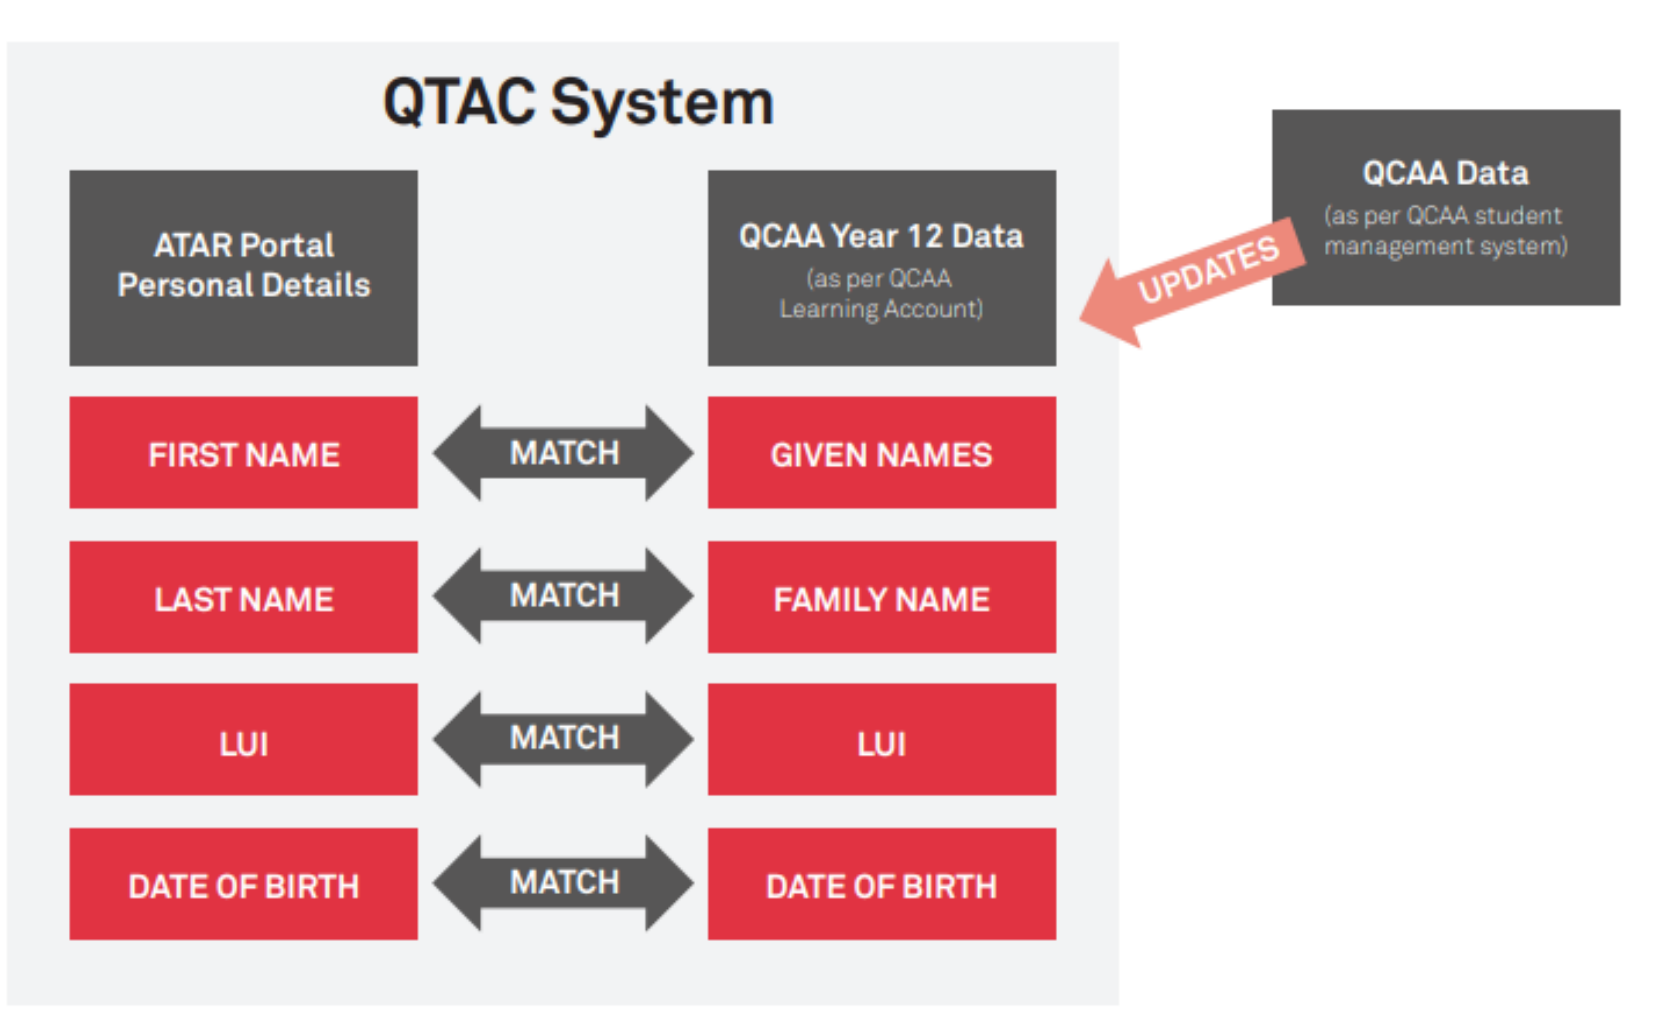 QTAC System
ATAR Portal
Personal Details
QCAA Year 12 Data
(as per QCAA
Learning Account)
UPDATES
QCAA Data
(as per QCAA student
management system)
FIRST NAME
MATCH
GIVEN NAMES
LAST NAME
MATCH
FAMILY NAME
LUI
MATCH
LUI
DATE OF BIRTH
MATCH
DATE OF BIRTH